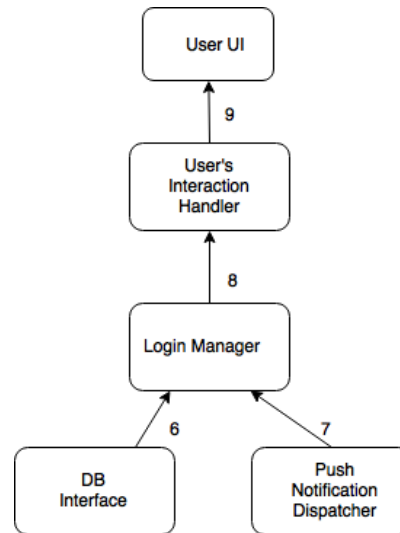 User UI
9
User's
Interaction
Handler
8
Login Manager
6
7
DB
Interface
Push
Notification
Dispatcher